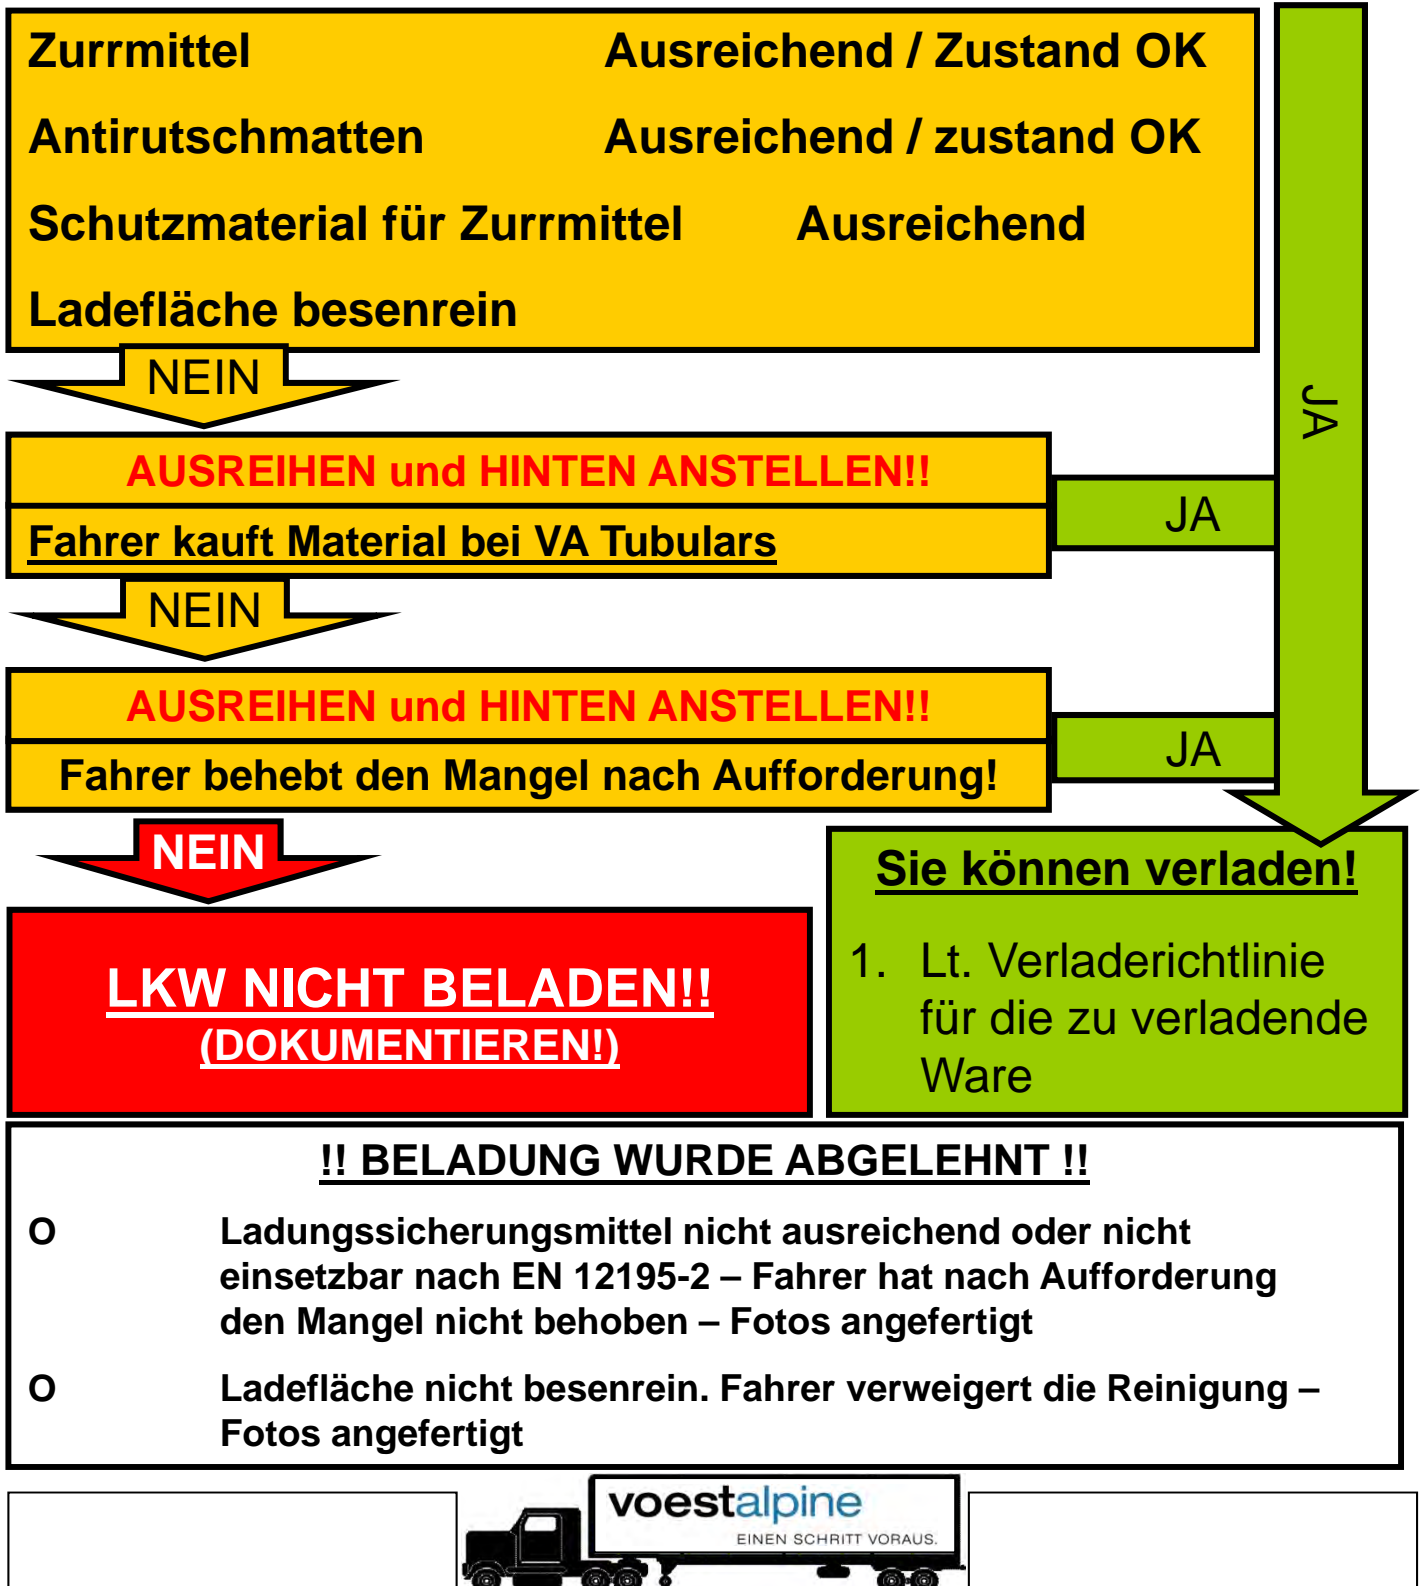 Zurrmittel Ausreichend / Zustand OK
Antirutschmatten Ausreichend / zustand OK
Schutzmaterial für Zurrmittel Ausreichend
Ladefläche besenrein
NEIN
JA
AUSREIHEN und HINTEN ANSTELLEN!!
Fahrer kauft Material bei VA Tubulars
JA
NEIN
AUSREIHEN und HINTEN ANSTELLEN!!
Fahrer behebt den Mangel nach Aufforderung!
JA
NEIN
LKW NICHT BELADEN!!
(DOKUMENTIEREN!)
Sie können verladen!
1. Lt. Verladerichtlinie
für die zu verladende
Ware
!! BELADUNG WURDE ABGELEHNT !!
O Ladungssicherungsmittel nicht ausreichend oder nicht
einsetzbar nach EN 12195-2 – Fahrer hat nach Aufforderung
den Mangel nicht behoben – Fotos angefertigt
O Ladefläche nicht besenrein. Fahrer verweigert die Reinigung –
Fotos angefertigt
voestalpine
EINEN SCHRITT VORAUS.